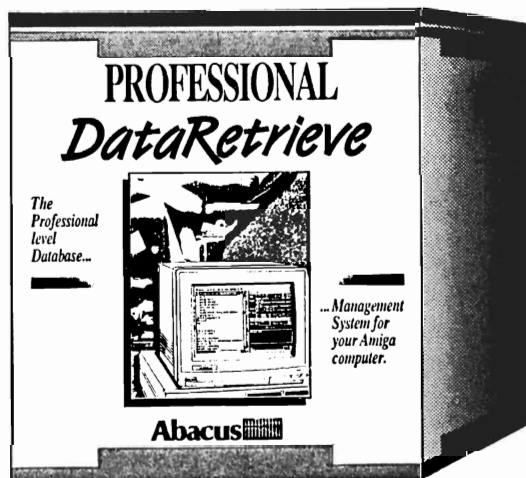 PROFESSIONAL
DataRetrieve
The
Professional
level
Database...
... Management
System for
your Amiga
computer.
Abacus